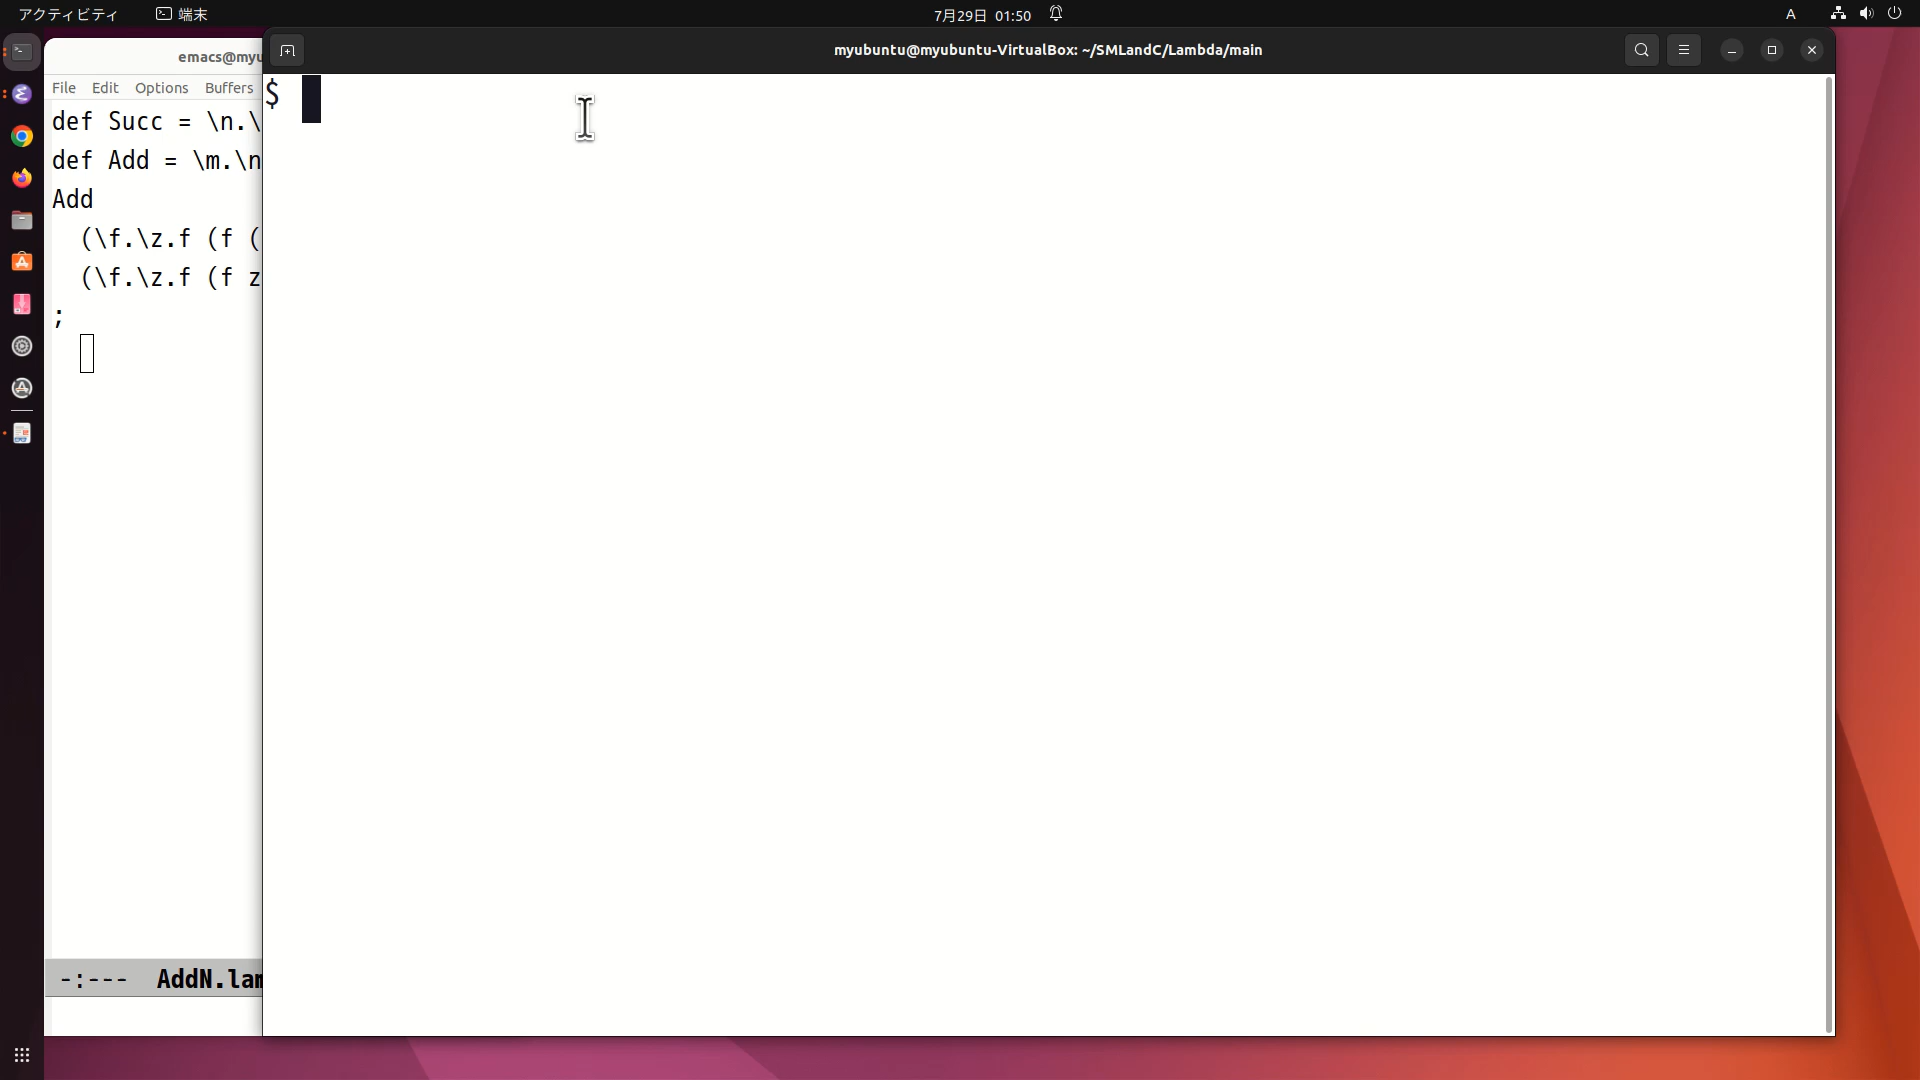 アクティビティ 端末 7月29日 01:50 A
emacs@myu
myubuntu@myubuntu-VirtualBox: ~/SMLandC/Lambda/main
File Edit Options Buffers
$
def Succ = \n.\
def Add = \m.\n
Add
(\f.\z.f (f (
(\f.\z.f (f z
;
-:--- AddN.lam